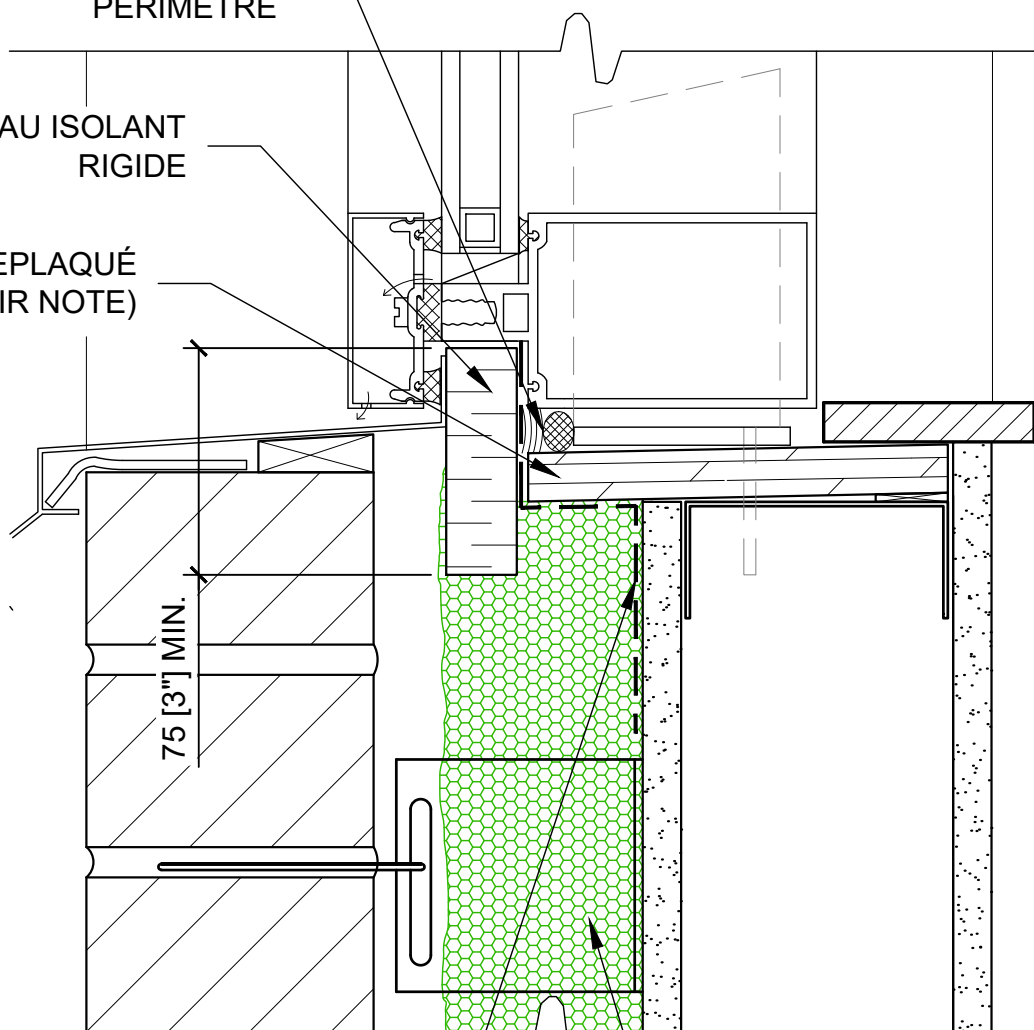 PÉRIMÈTRE
AU ISOLANT
RIGIDE
EPLAQUÉ
IR NOTE)
75 [3"] MIN.